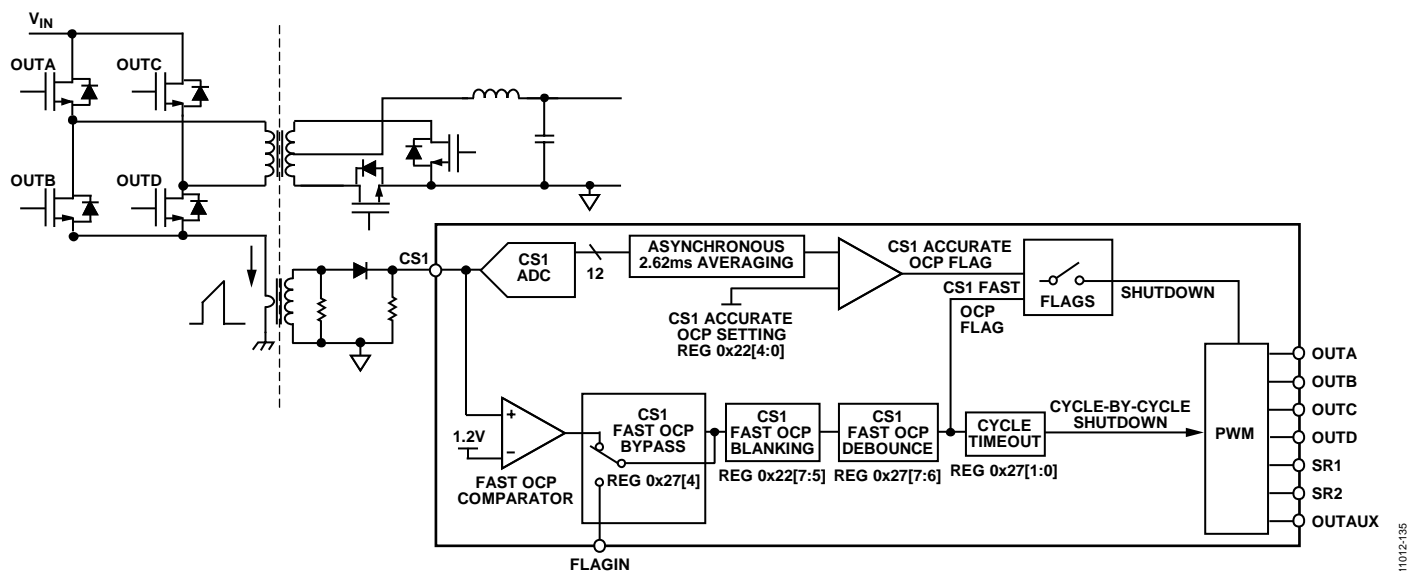 VIN
OUTA
OUTC
OUTB
OUTD
CS1
CS1
ADC
12
ASYNCHRONOUS
2.62ms AVERAGING
CS1 ACCURATE
OCP SETTING
REG 0x22[4:0]
CS1 ACCURATE
OCP FLAG
CS1 FAST
OCP
FLAG
FLAGS
SHUTDOWN
1.2V
+
−
FAST OCP
COMPARATOR
CS1
FAST OCP
BYPASS
REG 0x27[4]
FLAGIN
CS1
FAST OCP
BLANKING
REG 0x22[7:5]
CS1
FAST OCP
DEBOUNCE
REG 0x27[7:6]
CYCLE
TIMEOUT
REG 0x27[1:0]
CYCLE-BY-CYCLE
SHUTDOWN
PWM
OUTA
OUTB
OUTC
OUTD
SR1
SR2
OUTAUX
11012-135